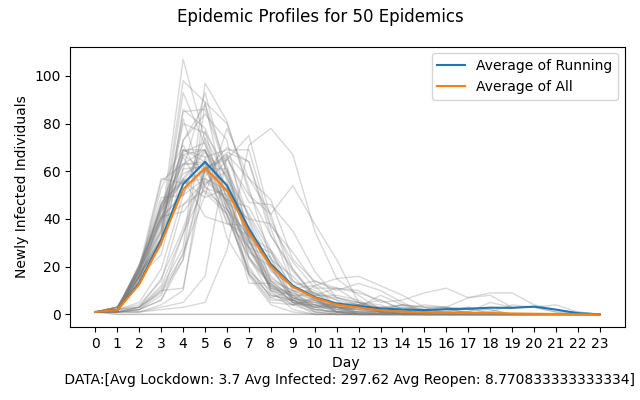 Epidemic Profiles for 50 Epidemics
Average of Running
Average of All
Newly Infected Individuals
100
80
60
40
20
0
0 1 2 3 4 5 6 7 8 9 10 11 12 13 14 15 16 17 18 19 20 21 22 23
Day
DATA:[Avg Lockdown: 3.7 Avg Infected: 297.62 Avg Reopen: 8.770833333333334]